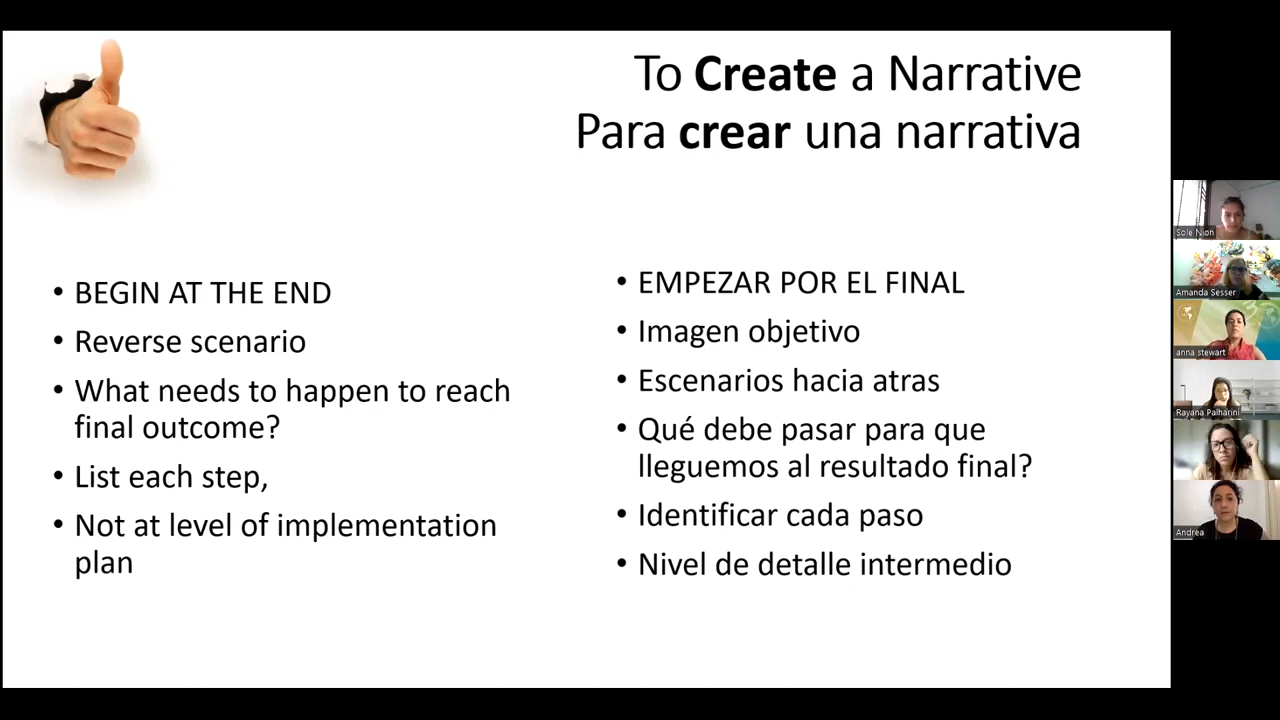 To Create a Narrative
Para crear una narrativa
• BEGIN AT THE END
• Reverse scenario
• What needs to happen to reach
final outcome?
• List each step,
• Not at level of implementation
plan
• EMPEZAR POR EL FINAL
• Imagen objetivo
• Escenarios hacia atras
• Qué debe pasar para que
lleguemos al resultado final?
• Identificar cada paso
• Nivel de detalle intermedio
Sole Nion
Amanda Sesser
anna stewart
Rayana Palharini
Andrea